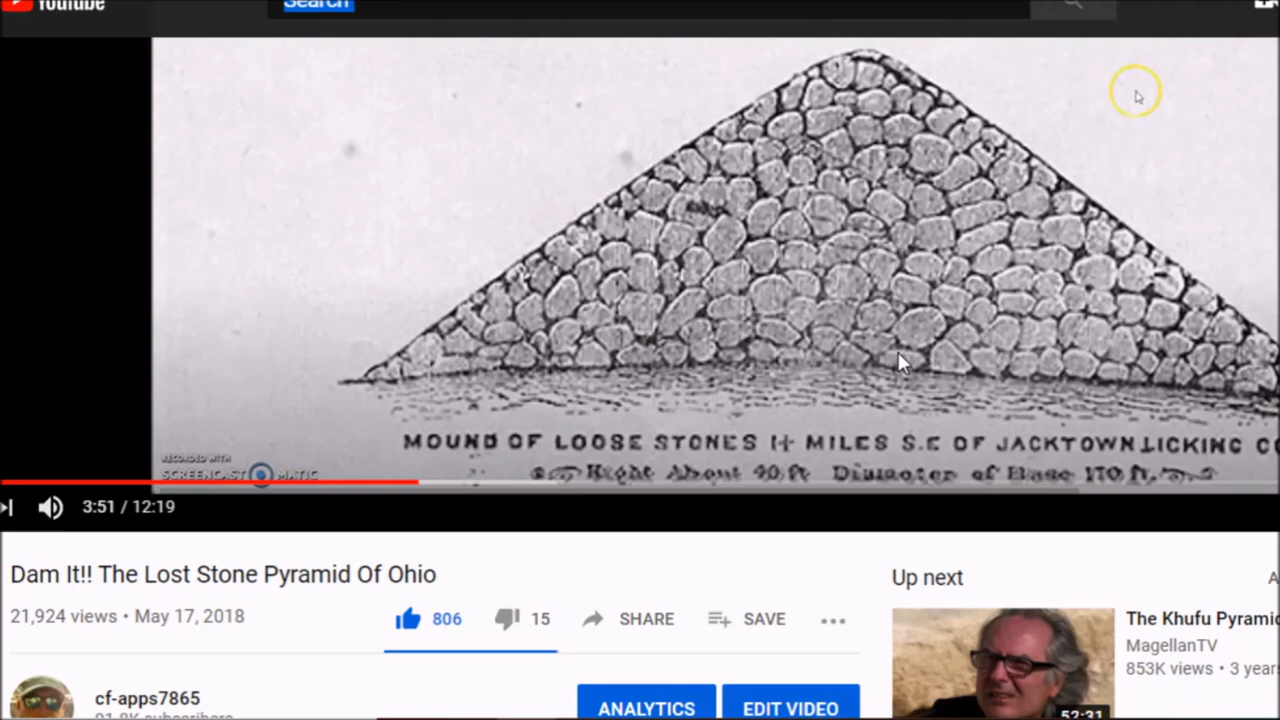 YouTube
Search
MOUND OF LOOSE STONES 1½ MILES S.E OF JACKTOWN LICKING CO
Hight About 40 ft Diameter of Base 170 ft.
RECORDED WITH
SCREENCAST MATIC
3:51 / 12:19
Dam It!! The Lost Stone Pyramid Of Ohio
21,924 views • May 17, 2018
806
15
SHARE
SAVE
cf-apps7865
subscribers
ANALYTICS
EDIT VIDEO
Up next
A
The Khufu Pyramid
MagellanTV
853K views • 3 years
52:31